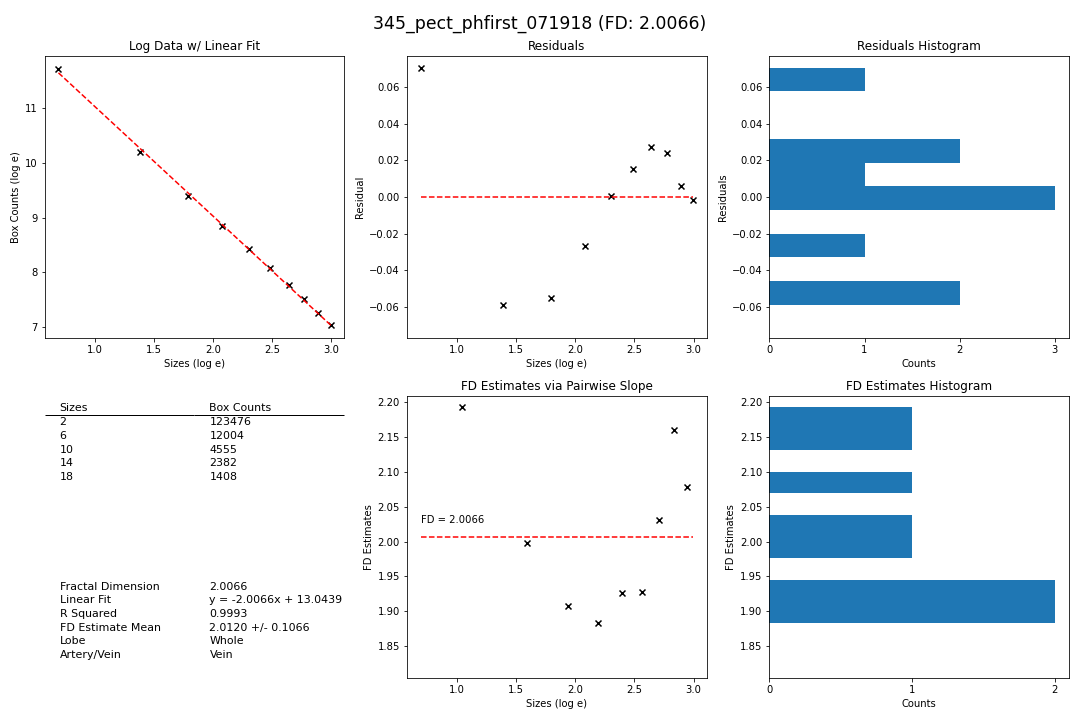 345_pect_phfirst_071918 (FD: 2.0066)
Log Data w/ Linear Fit
Residuals
Residuals Histogram
11
10
9
8
7
Box Counts (log e)
1.0 1.5 2.0 2.5 3.0
Sizes (log e)
0.06
0.04
0.02
0.00
−0.02
−0.04
−0.06
Residual
1.0 1.5 2.0 2.5 3.0
Sizes (log e)
0.06
0.04
0.02
0.00
−0.02
−0.04
−0.06
Residuals
0 1 2 3
Counts
Sizes Box Counts
2 123476
6 12004
10 4555
14 2382
18 1408
Fractal Dimension 2.0066
Linear Fit y = -2.0066x + 13.0439
R Squared 0.9993
FD Estimate Mean 2.0120 +/- 0.1066
Lobe Whole
Artery/Vein Vein
FD Estimates via Pairwise Slope
2.20
2.15
2.10
2.05
2.00
1.95
1.90
1.85
FD Estimates
FD = 2.0066
1.0 1.5 2.0 2.5 3.0
Sizes (log e)
FD Estimates Histogram
2.20
2.15
2.10
2.05
2.00
1.95
1.90
1.85
FD Estimates
0 1 2
Counts